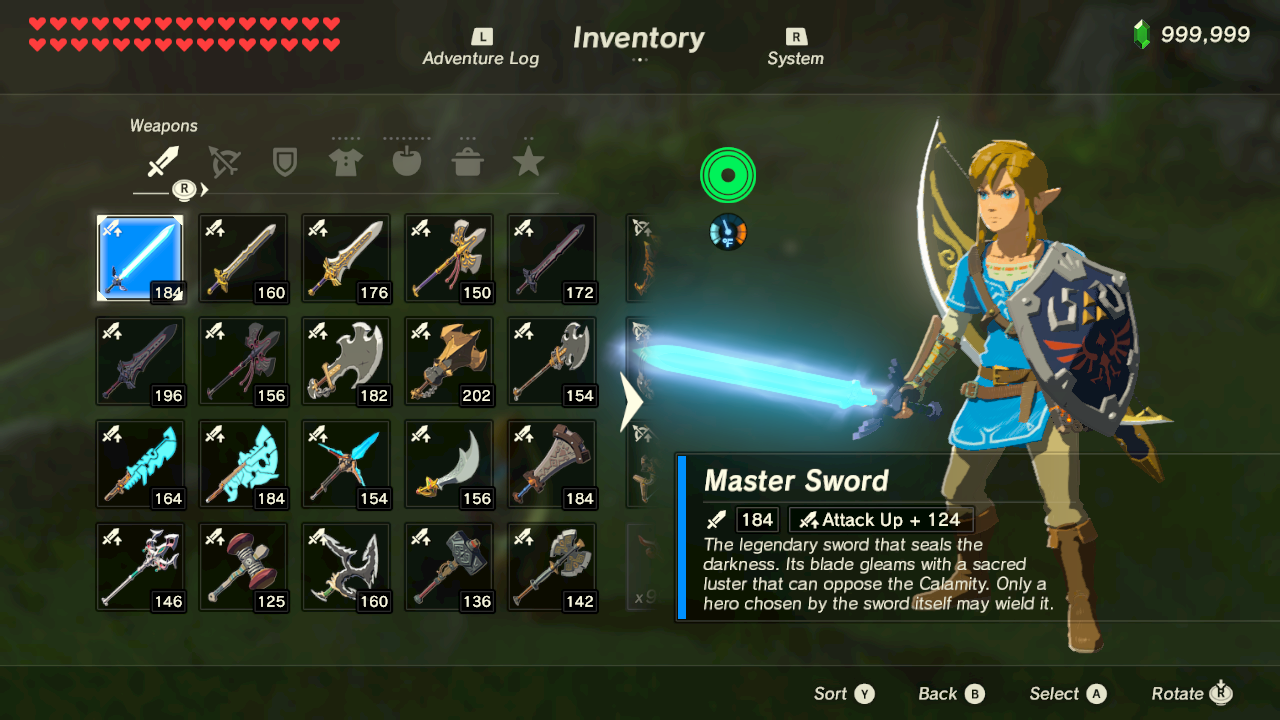 L
R
Inventory
999,999
Adventure Log
System
Weapons
R
184
160
176
150
172
°F
196
156
182
202
154
164
184
154
156
184
Master Sword
184
Attack Up + 124
The legendary sword that seals the
darkness. Its blade gleams with a sacred
luster that can oppose the Calamity. Only a
hero chosen by the sword itself may wield it.
146
125
160
136
142
x9
Sort Y
Back B
Select A
Rotate R